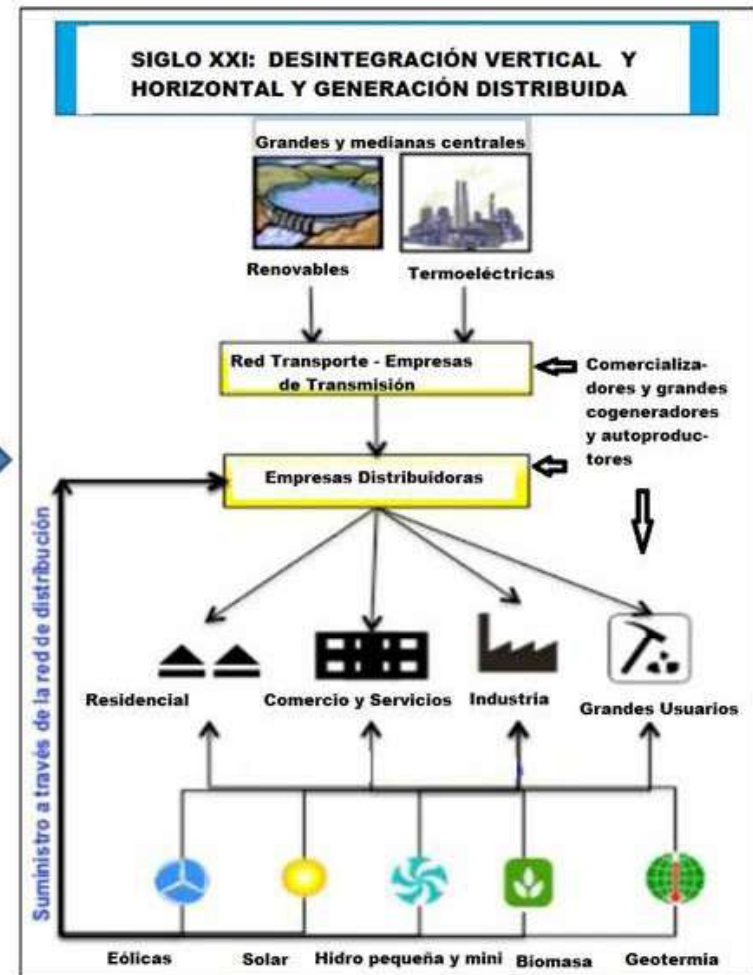 SIGLO XXI: DESINTEGRACIÓN VERTICAL Y
HORIZONTAL Y GENERACIÓN DISTRIBUIDA
Grandes y medianas centrales
Renovables
Termoeléctricas
Red Transporte - Empresas
de Transmisión
Comercializa-
dores y grandes
cogeneradores
y autoproduc-
tores
Empresas Distribuidoras
Suministro a través de la red de distribución
Residencial
Comercio y Servicios
Industria
Grandes Usuarios
Eólicas
Solar
Hidro pequeña y mini
Biomasa
Geotermia